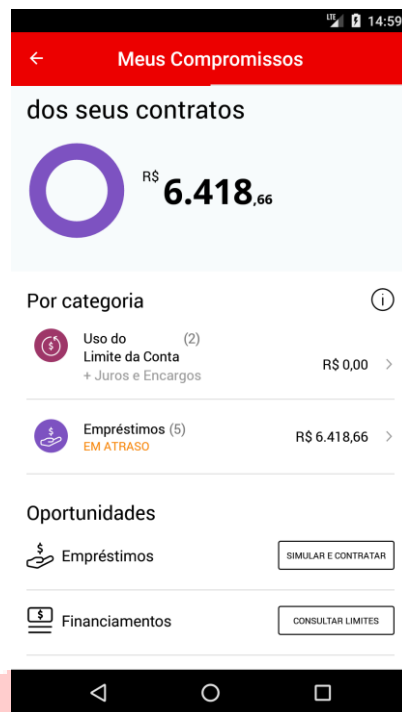 LTE 14:59
Meus Compromissos
dos seus contratos
R$ 6.418,66
Por categoria
Uso do (2)
Limite da Conta
+ Juros e Encargos
R$ 0,00
Empréstimos (5)
EM ATRASO
R$ 6.418,66
Oportunidades
Empréstimos
SIMULAR E CONTRATAR
Financiamentos
CONSULTAR LIMITES